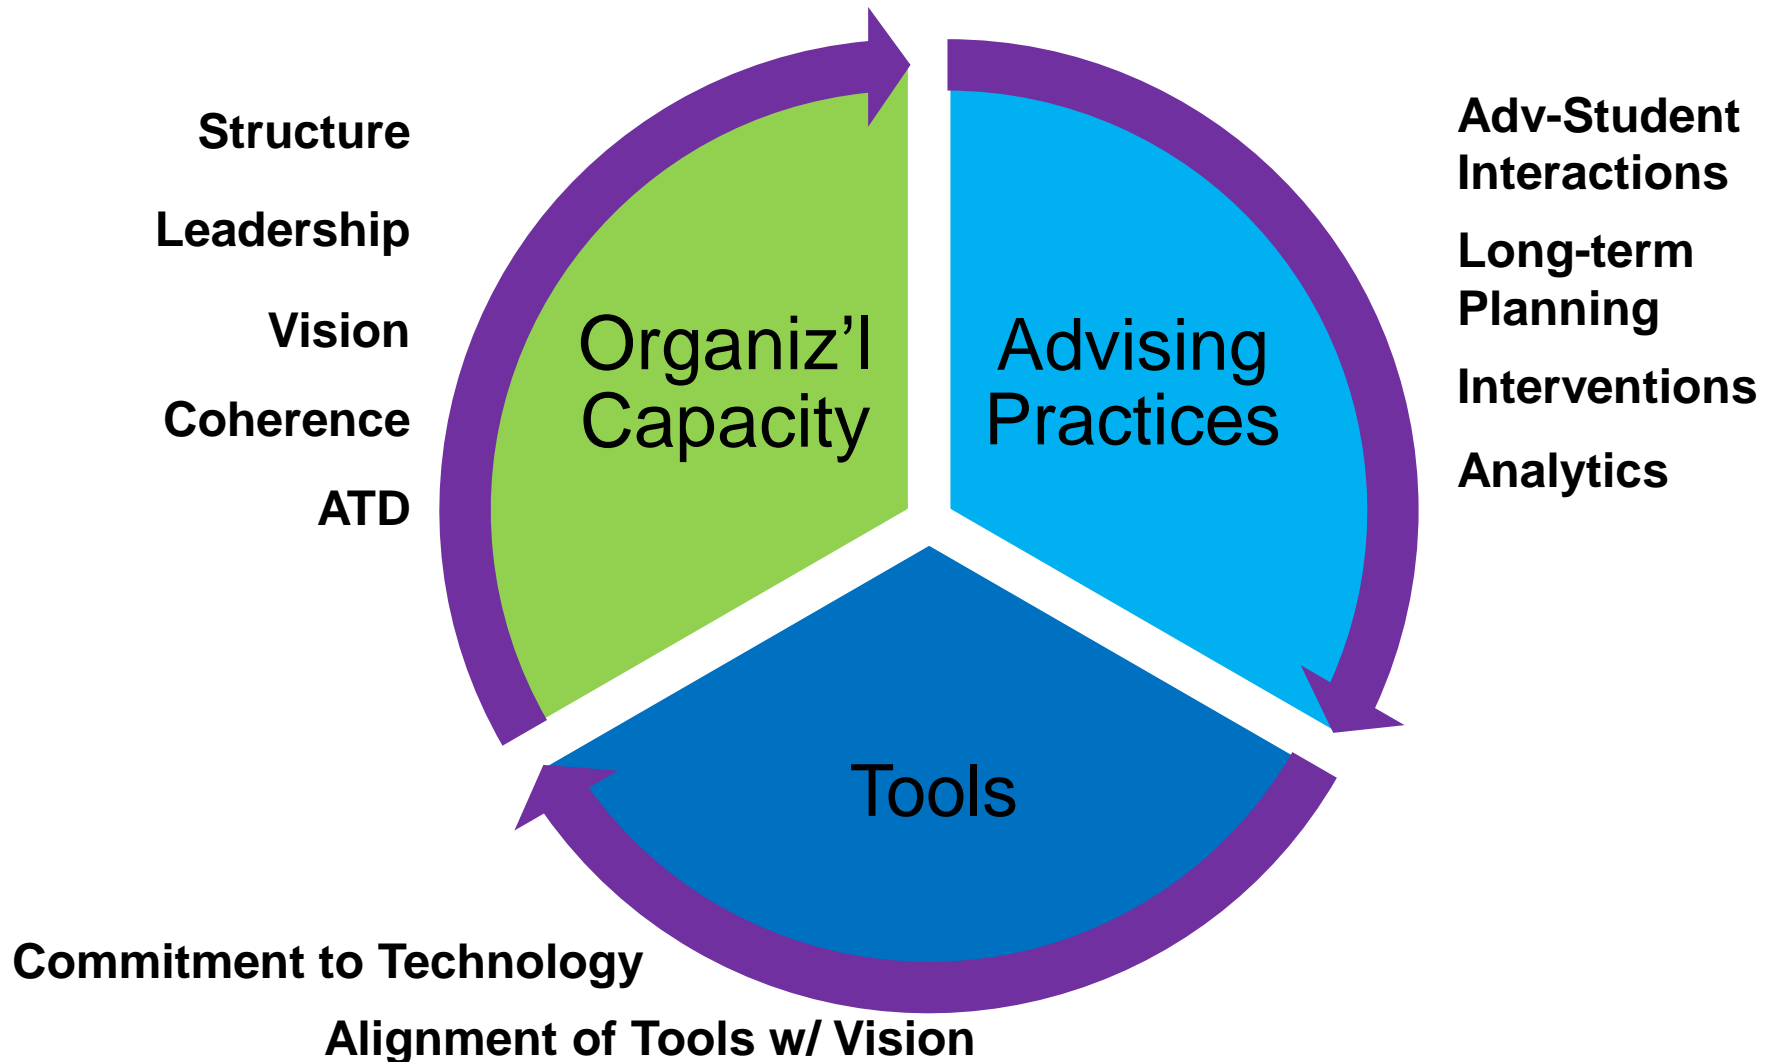 Structure
Leadership
Vision
Coherence
ATD
Organiz’l
Capacity
Advising
Practices
Adv-Student
Interactions
Long-term
Planning
Interventions
Analytics
Tools
Commitment to Technology
Alignment of Tools w/ Vision